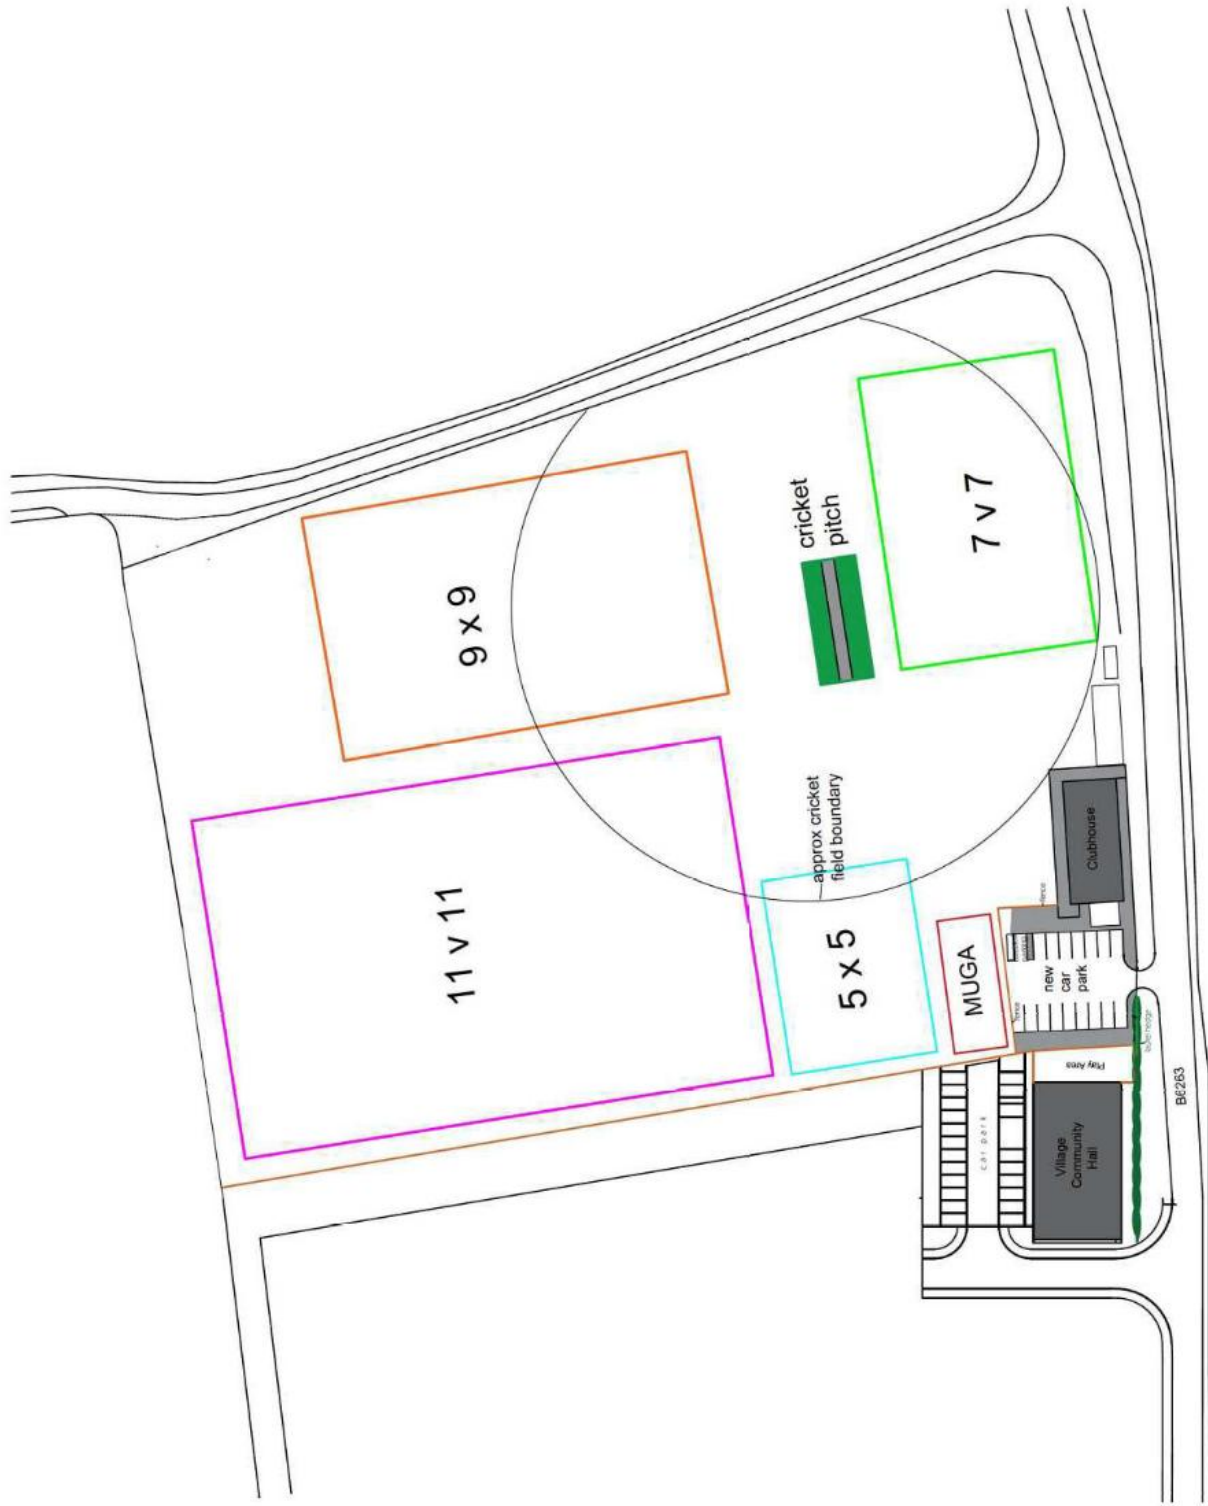 9 x 9
11 v 11
cricket
pitch
7 v 7
approx cricket
field boundary
5 x 5
MUGA
Clubhouse
fence
fence
new
car
park
Play Area
car park
Village
Community
Hall
B6263